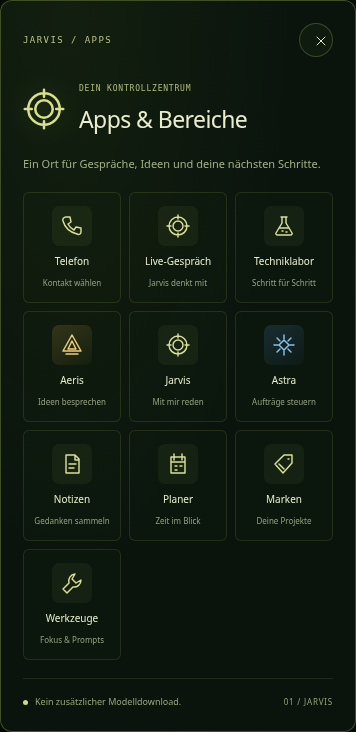 JARVIS / APPS
DEIN KONTROLLZENTRUM
Apps & Bereiche
Ein Ort für Gespräche, Ideen und deine nächsten Schritte.
Telefon
Kontakt wählen
Live-Gespräch
Jarvis denkt mit
Techniklabor
Schritt für Schritt
Aeris
Ideen besprechen
Jarvis
Mit mir reden
Astra
Aufträge steuern
Notizen
Gedanken sammeln
Planer
Zeit im Blick
Marken
Deine Projekte
Werkzeuge
Fokus & Prompts
Kein zusätzlicher Modelldownload.
01 / JARVIS